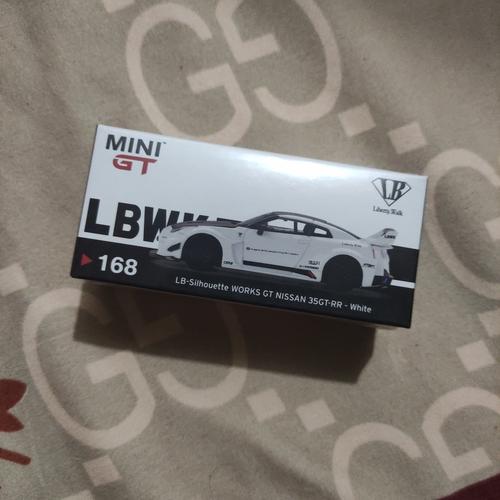 MINI
GT
LB
Liberty Walk
LBWK
168
LB-Silhouette WORKS GT NISSAN 35GT-RR - White